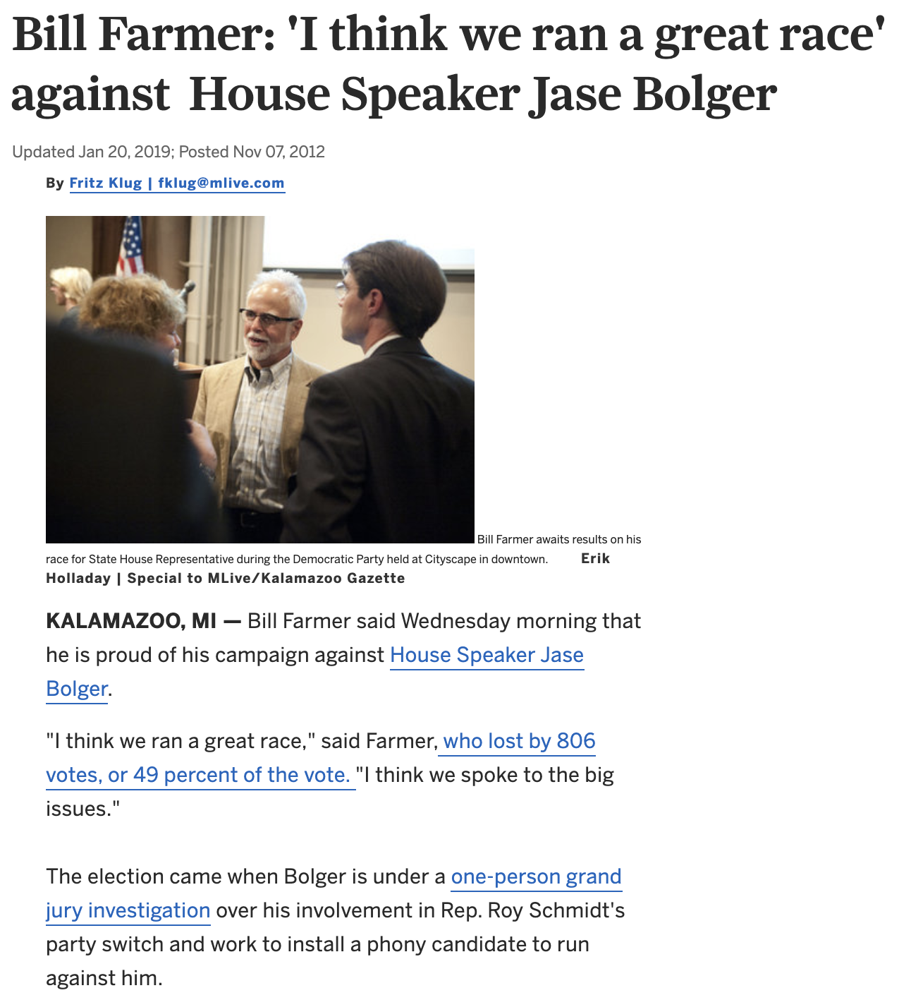 Bill Farmer: 'I think we ran a great race'
against House Speaker Jase Bolger
Updated Jan 20, 2019; Posted Nov 07, 2012
By Fritz Klug | fklug@mlive.com
Bill Farmer awaits results on his
race for State House Representative during the Democratic Party held at Cityscape in downtown. Erik
Holladay | Special to MLive/Kalamazoo Gazette
KALAMAZOO, MI — Bill Farmer said Wednesday morning that
he is proud of his campaign against House Speaker Jase
Bolger.
"I think we ran a great race," said Farmer, who lost by 806
votes, or 49 percent of the vote. "I think we spoke to the big
issues."
The election came when Bolger is under a one-person grand
jury investigation over his involvement in Rep. Roy Schmidt's
party switch and work to install a phony candidate to run
against him.